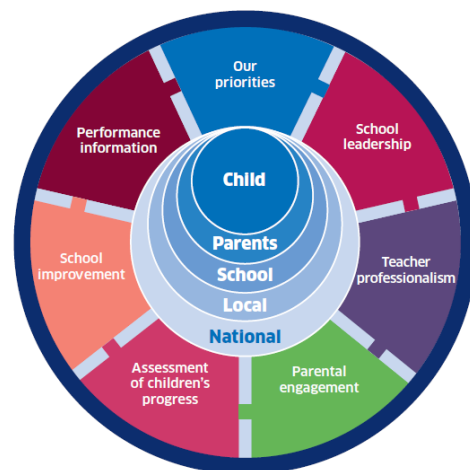 Our
priorities
School
leadership
Teacher
professionalism
Parental
engagement
Assessment
of children's
progress
School
improvement
Performance
information
Child
Parents
School
Local
National